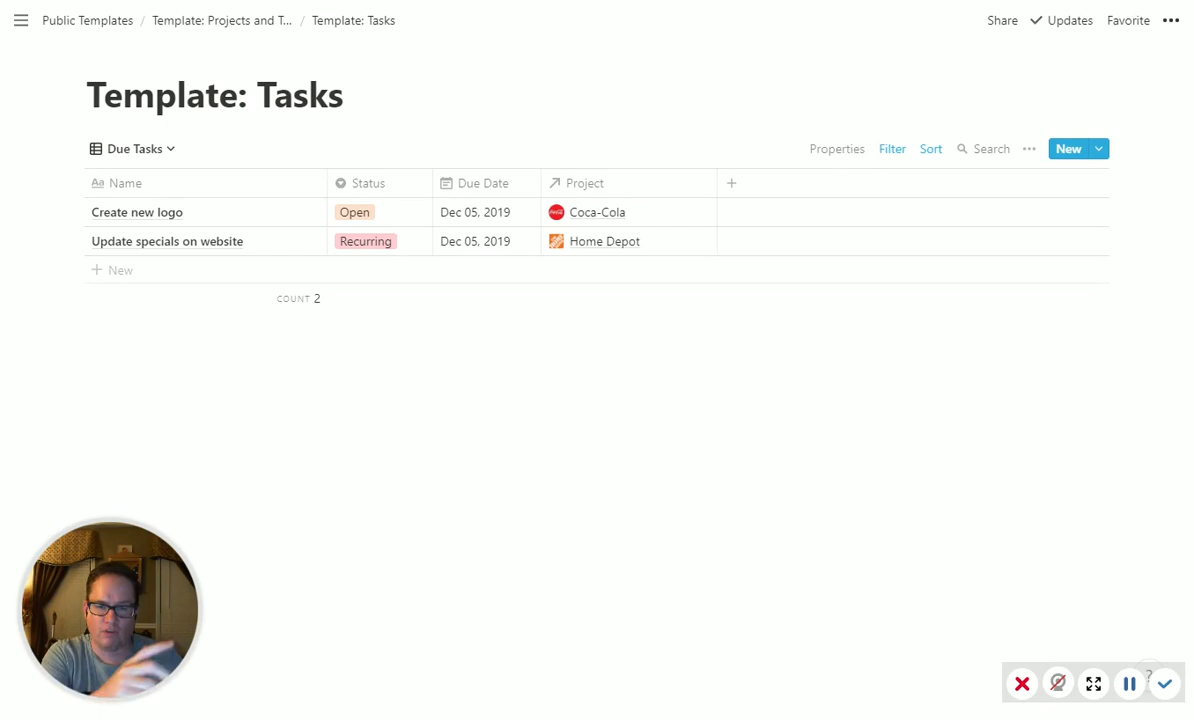 Public Templates / Template: Projects and T... / Template: Tasks
Share Updates Favorite
Template: Tasks
Due Tasks
Properties Filter Sort Search New
Aa Name Status Due Date Project
Create new logo Open Dec 05, 2019 Coca-Cola
Update specials on website Recurring Dec 05, 2019 Home Depot
New
COUNT 2
?